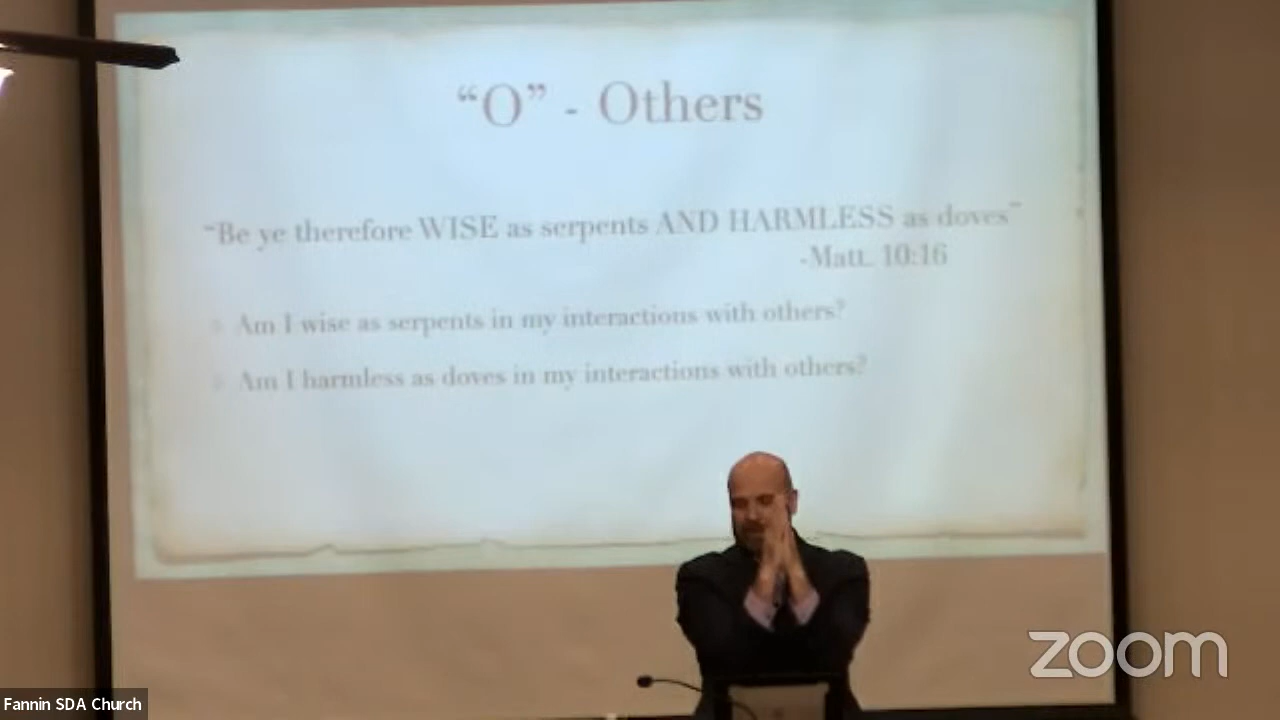 “O” - Others
“Be ye therefore WISE as serpents AND HARMLESS as doves”
-Matt. 10:16
Am I wise as serpents in my interactions with others?
Am I harmless as doves in my interactions with others?
zoom
Fannin SDA Church